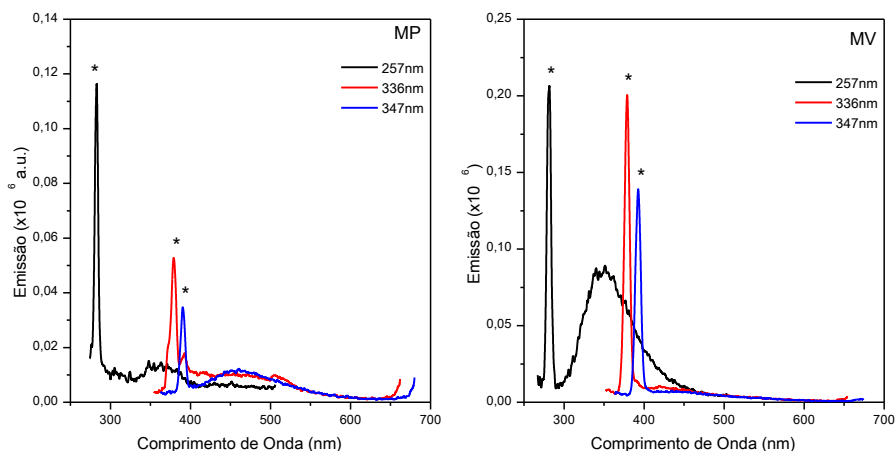 MP
257nm
336nm
347nm
*
*
*
0,14
0,12
0,10
0,08
0,06
0,04
0,02
0,00
Emissão (x10 6 a.u.)
300 400 500 600 700
Comprimento de Onda (nm)
MV
257nm
336nm
347nm
*
*
*
0,25
0,20
0,15
0,10
0,05
0,00
Emissão (x10 6)
300 400 500 600 700
Comprimento de Onda (nm)